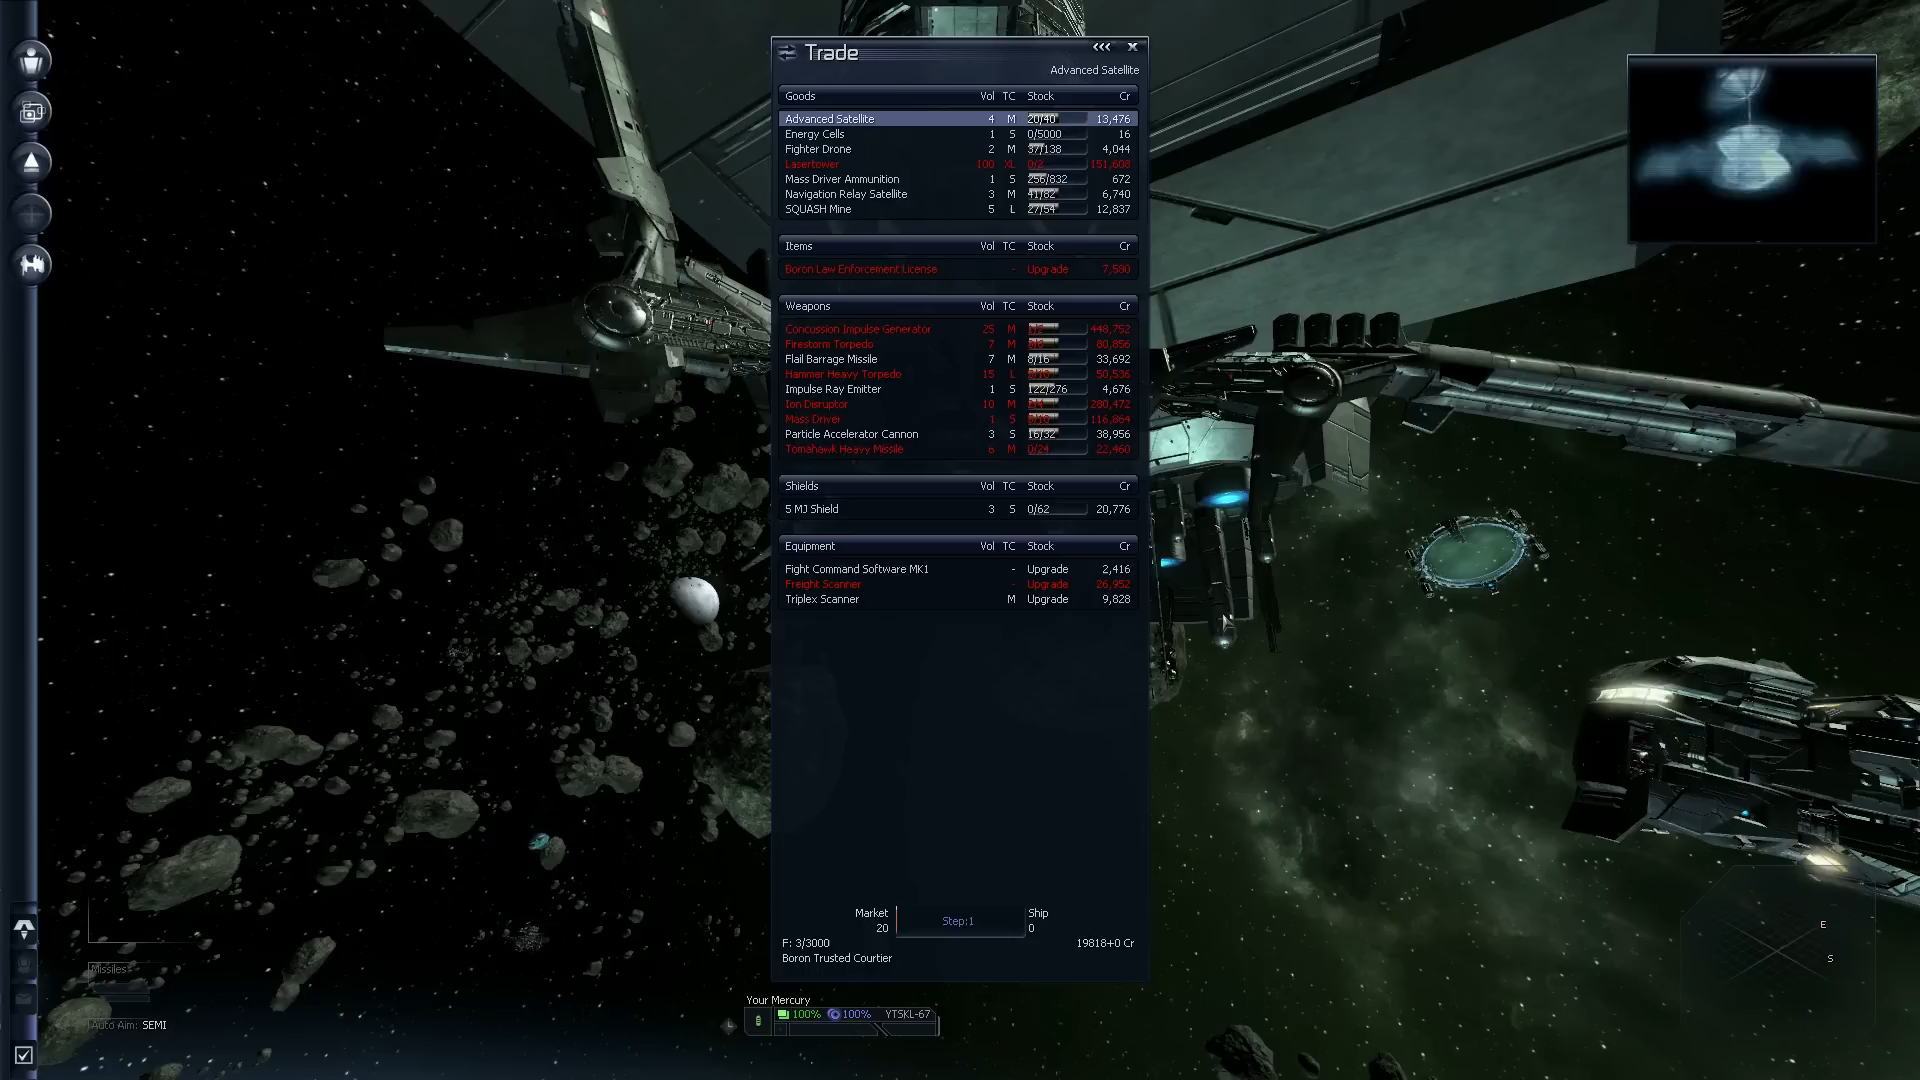 Trade
Advanced Satellite
Goods Vol TC Stock Cr
Advanced Satellite 4 M 20/40 13,476
Energy Cells 1 S 0/5000 16
Fighter Drone 2 M 37/138 4,044
Lasertower 100 XL 0/2 151,608
Mass Driver Ammunition 1 S 256/832 672
Navigation Relay Satellite 3 M 41/82 6,740
SQUASH Mine 5 L 27/54 12,837
Items Vol TC Stock Cr
Boron Law Enforcement License - Upgrade 7,580
Weapons Vol TC Stock Cr
Concussion Impulse Generator 25 M 448,752
Firestorm Torpedo 7 M 80,856
Flail Barrage Missile 7 M 8/16 33,692
Hammer Heavy Torpedo 15 L 50,536
Impulse Ray Emitter 1 S 122/276 4,676
Ion Disruptor 10 M 280,472
Mass Driver 1 S 116,864
Particle Accelerator Cannon 3 S 16/32 38,956
Tomahawk Heavy Missile 6 M 0/24 22,460
Shields Vol TC Stock Cr
5 MJ Shield 3 S 0/62 20,776
Equipment Vol TC Stock Cr
Fight Command Software MK1 - Upgrade 2,416
Freight Scanner - Upgrade 26,952
Triplex Scanner M Upgrade 9,828
Market Step:1 Ship
20 0
F: 3/3000 19818+0 Cr
Boron Trusted Courtier
E
S
Missiles
Your Mercury
100% 100% YTSKL-67
Auto Aim: SEMI